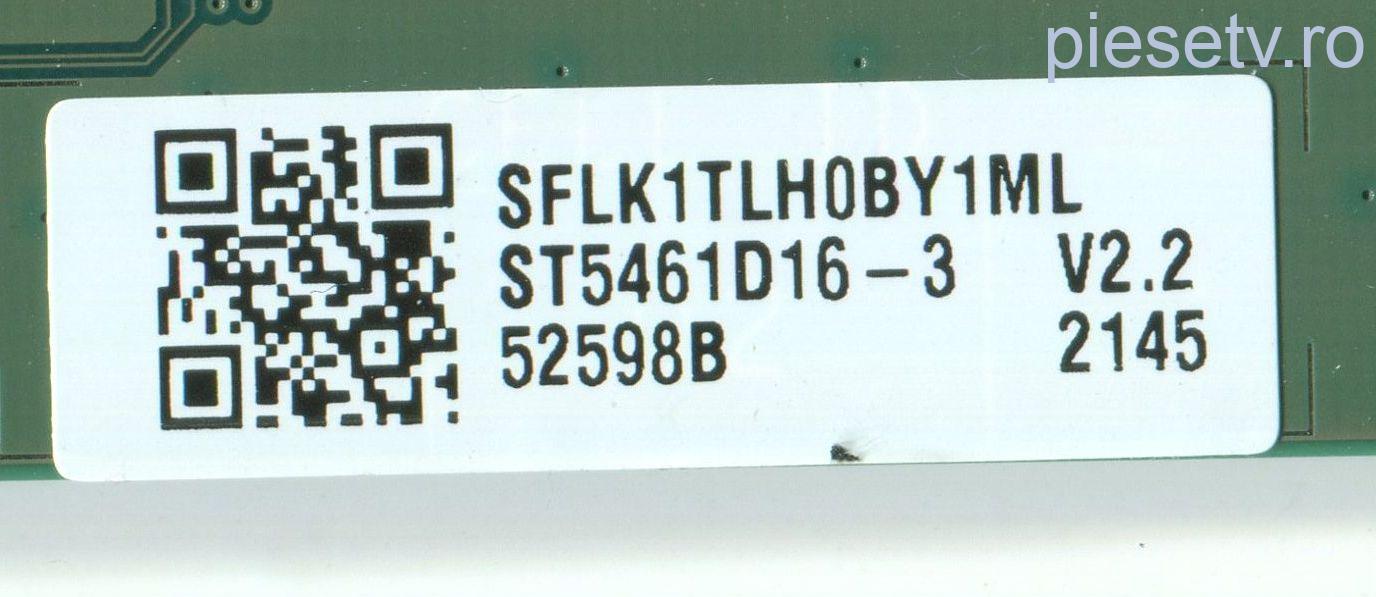 piesetv.ro
SFLK1TLH0BY1ML
ST5461D16-3 V2.2
52598B 2145